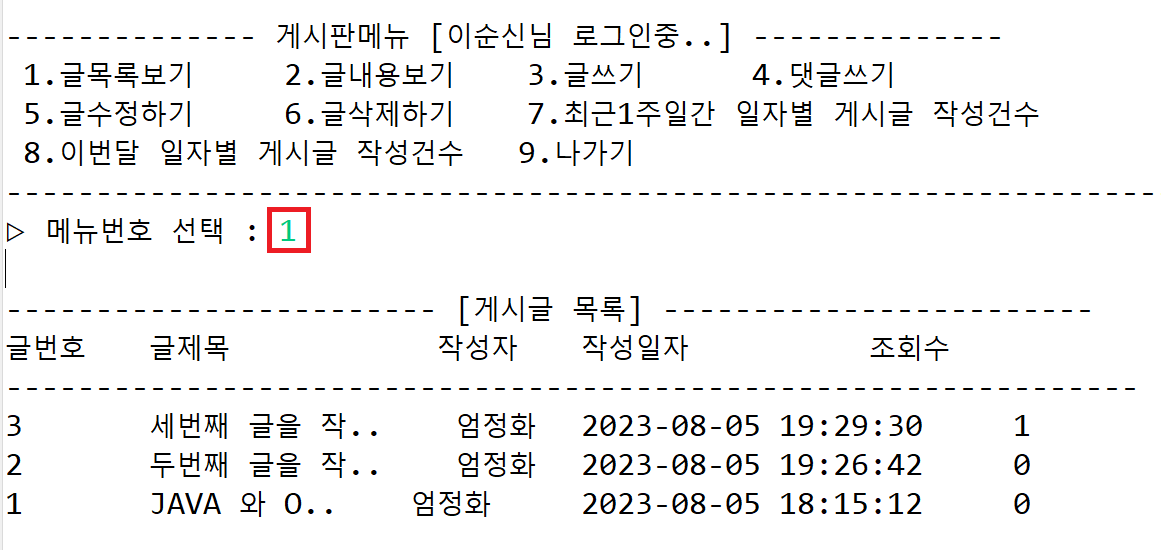 -------------- 게시판메뉴 [이순신님 로그인중..] --------------
1.글목록보기 2.글내용보기 3.글쓰기 4.댓글쓰기
5.글수정하기 6.글삭제하기 7.최근1주일간 일자별 게시글 작성건수
8.이번달 일자별 게시글 작성건수 9.나가기
----------------------------------------------------------------
▷ 메뉴번호 선택 : 1
------------------------ [게시글 목록] ------------------------
글번호 글제목 작성자 작성일자 조회수
---------------------------------------------------------------
3 세번째 글을 작.. 엄정화 2023-08-05 19:29:30 1
2 두번째 글을 작.. 엄정화 2023-08-05 19:26:42 0
1 JAVA 와 O.. 엄정화 2023-08-05 18:15:12 0